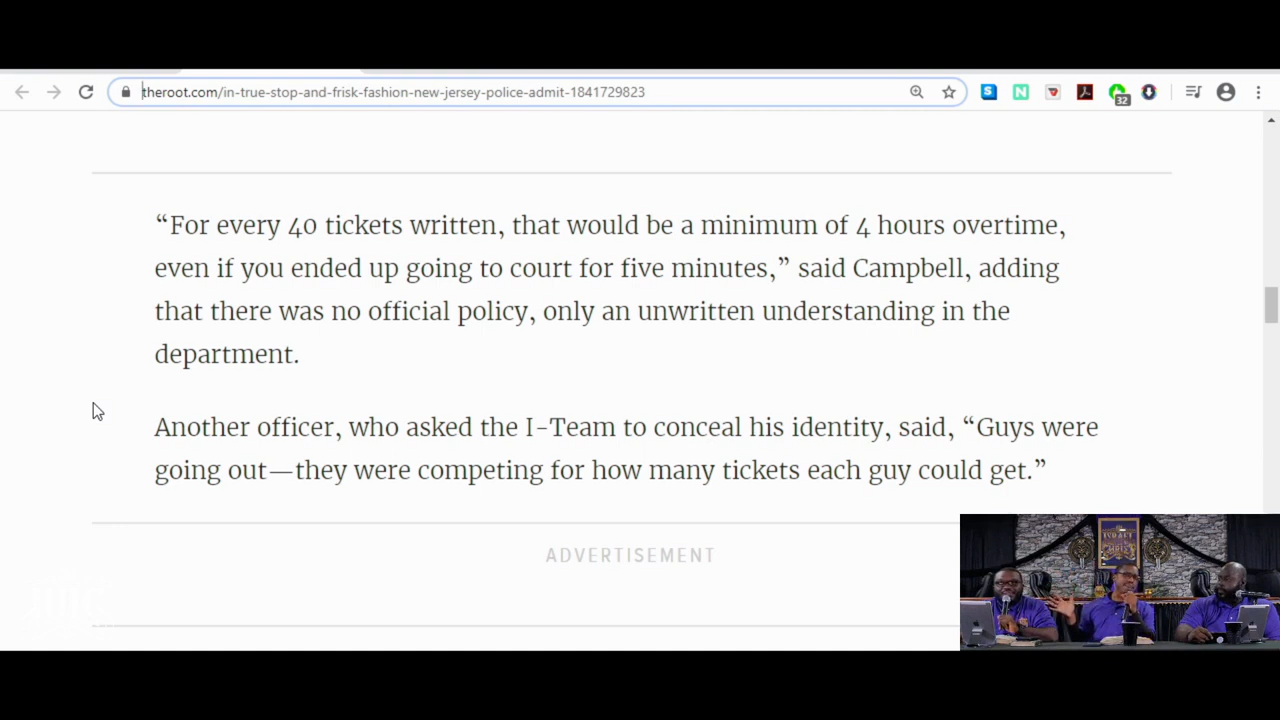 theroot.com/in-true-stop-and-frisk-fashion-new-jersey-police-admit-1841729823
S N 32
“For every 40 tickets written, that would be a minimum of 4 hours overtime,
even if you ended up going to court for five minutes,” said Campbell, adding
that there was no official policy, only an unwritten understanding in the
department.
Another officer, who asked the I-Team to conceal his identity, said, “Guys were
going out—they were competing for how many tickets each guy could get.”
ADVERTISEMENT